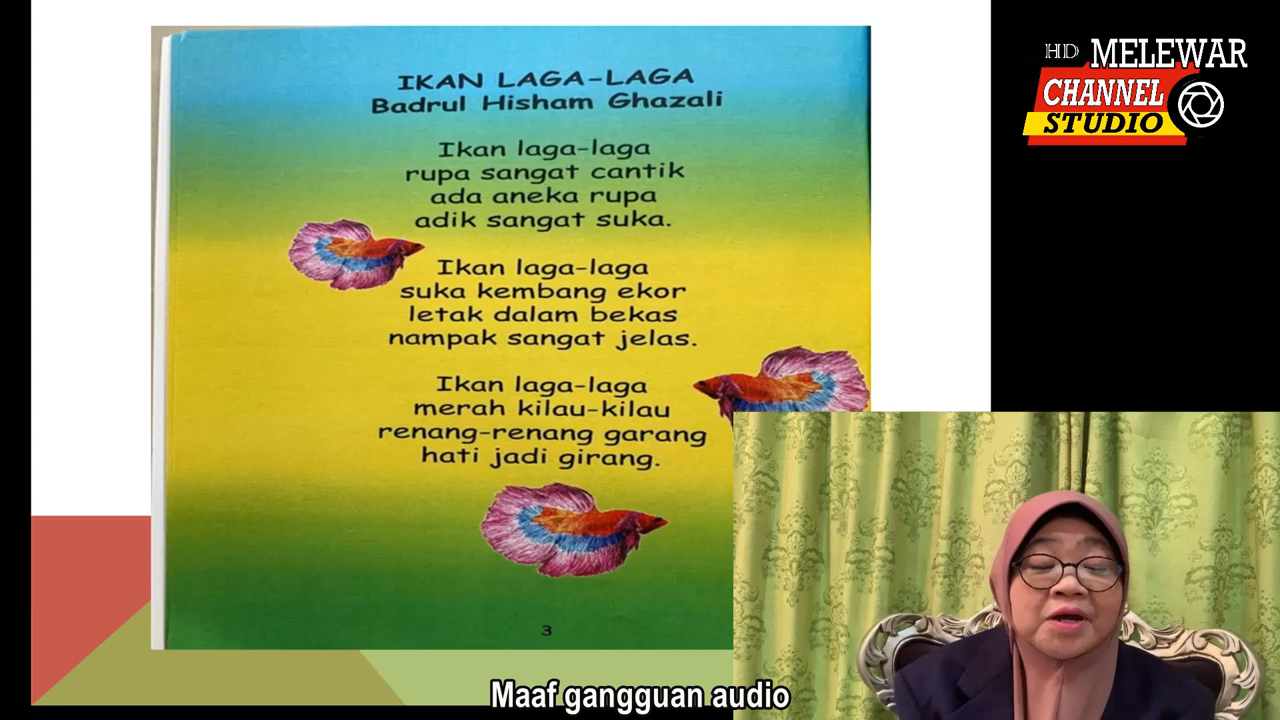 IKAN LAGA-LAGA
Badrul Hisham Ghazali
Ikan laga-laga
rupa sangat cantik
ada aneka rupa
adik sangat suka.
Ikan laga-laga
suka kembang ekor
letak dalam bekas
nampak sangat jelas.
Ikan laga-laga
merah kilau-kilau
renang-renang garang
hati jadi girang.
3
HD MELEWAR
CHANNEL
STUDIO
Maaf gangguan audio